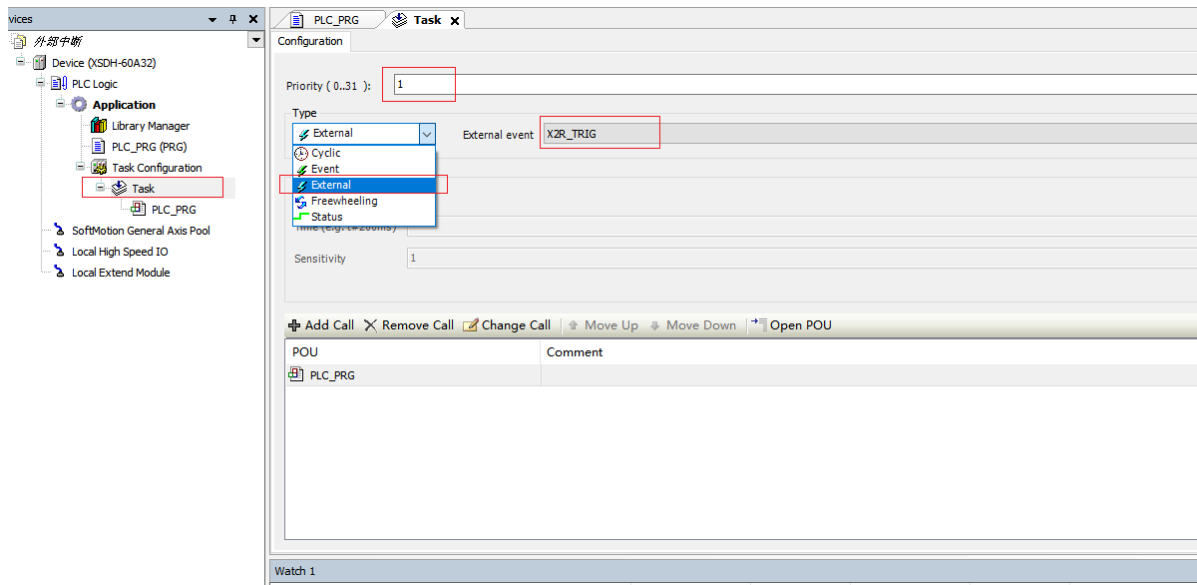 vices
PLC_PRG
Task
外部中断
Configuration
Device (XSDH-60A32)
PLC Logic
Priority ( 0..31 ):
1
Application
Type
Library Manager
External
External event
X2R_TRIG
PLC_PRG (PRG)
Cyclic
Task Configuration
Event
Task
External
PLC_PRG
Freewheeling
Status
SoftMotion General Axis Pool
Time (e.g. t#200ms)
Local High Speed IO
Sensitivity
1
Local Extend Module
Add Call
Remove Call
Change Call
Move Up
Move Down
Open POU
POU
Comment
PLC_PRG
Watch 1